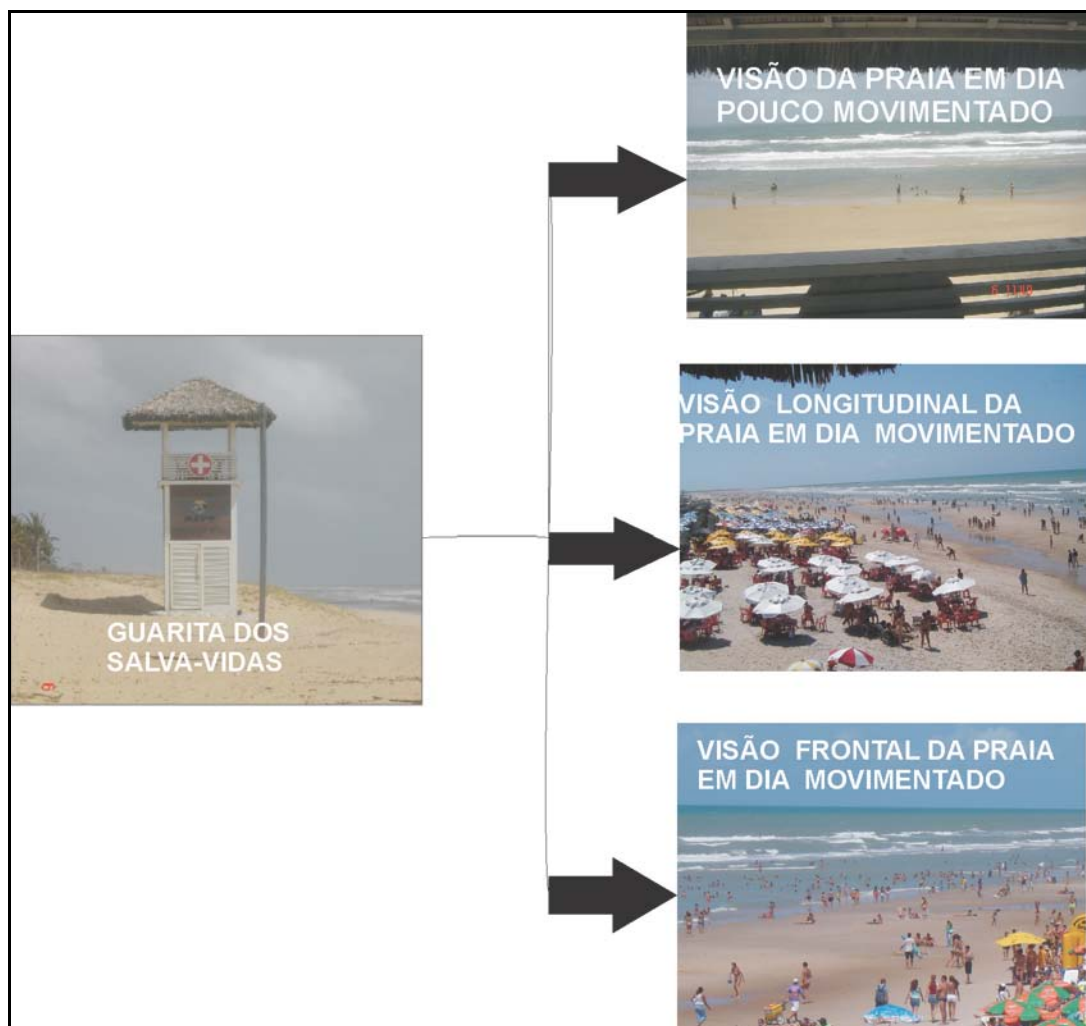 VISÃO DA PRAIA EM DIA
POUCO MOVIMENTADO
VISÃO LONGITUDINAL DA
PRAIA EM DIA MOVIMENTADO
GUARITA DOS
SALVA-VIDAS
VISÃO FRONTAL DA PRAIA
EM DIA MOVIMENTADO